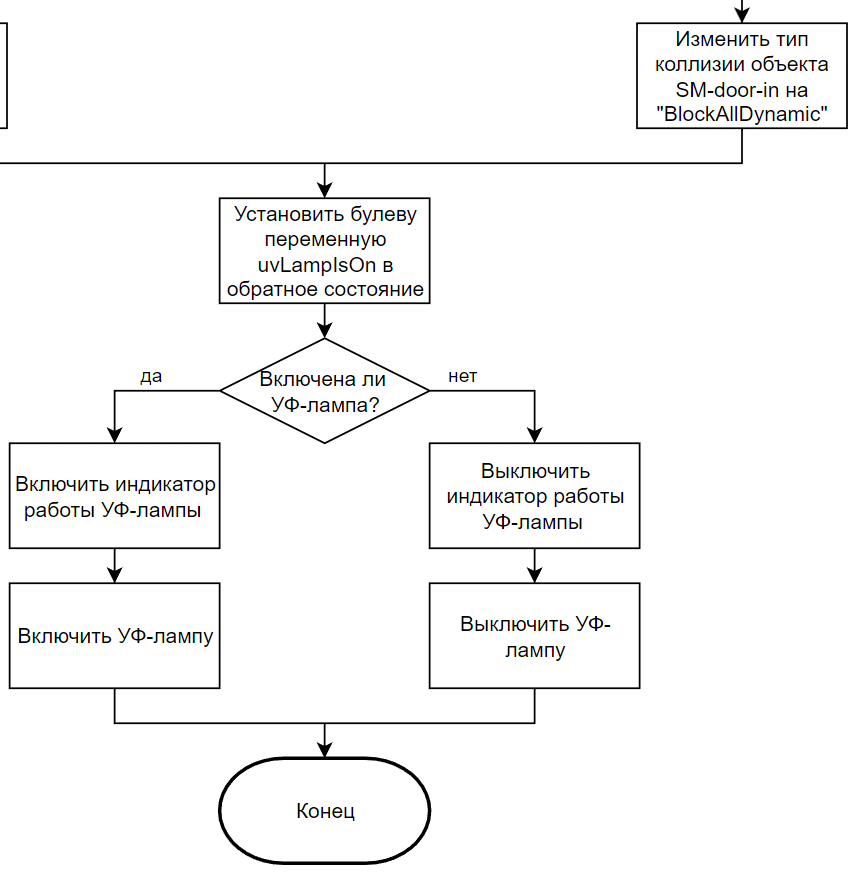 Изменить тип
коллизии объекта
SM-door-in на
"BlockAllDynamic"
Установить булеву
переменную
uvLampIsOn в
обратное состояние
Включена ли
УФ-лампа?
да
нет
Включить индикатор
работы УФ-лампы
Выключить
индикатор работы
УФ-лампы
Включить УФ-лампу
Выключить УФ-
лампу
Конец